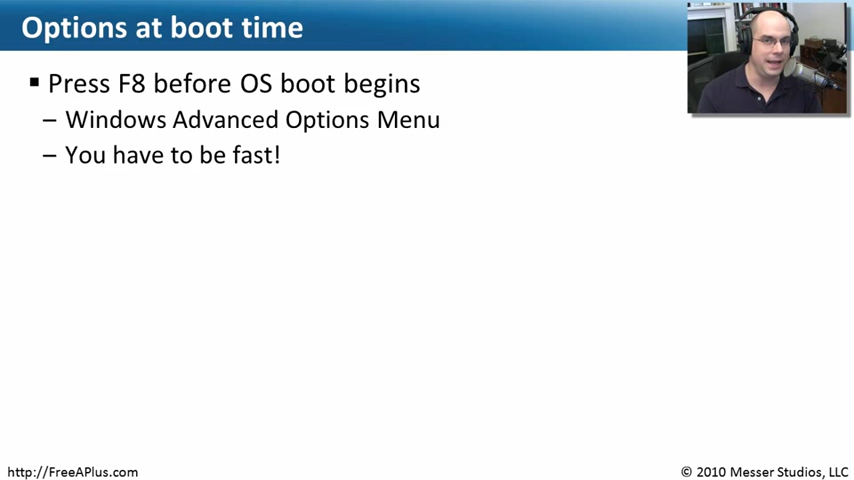 Options at boot time
▪ Press F8 before OS boot begins
– Windows Advanced Options Menu
– You have to be fast!
http://FreeAPlus.com
© 2010 Messer Studios, LLC